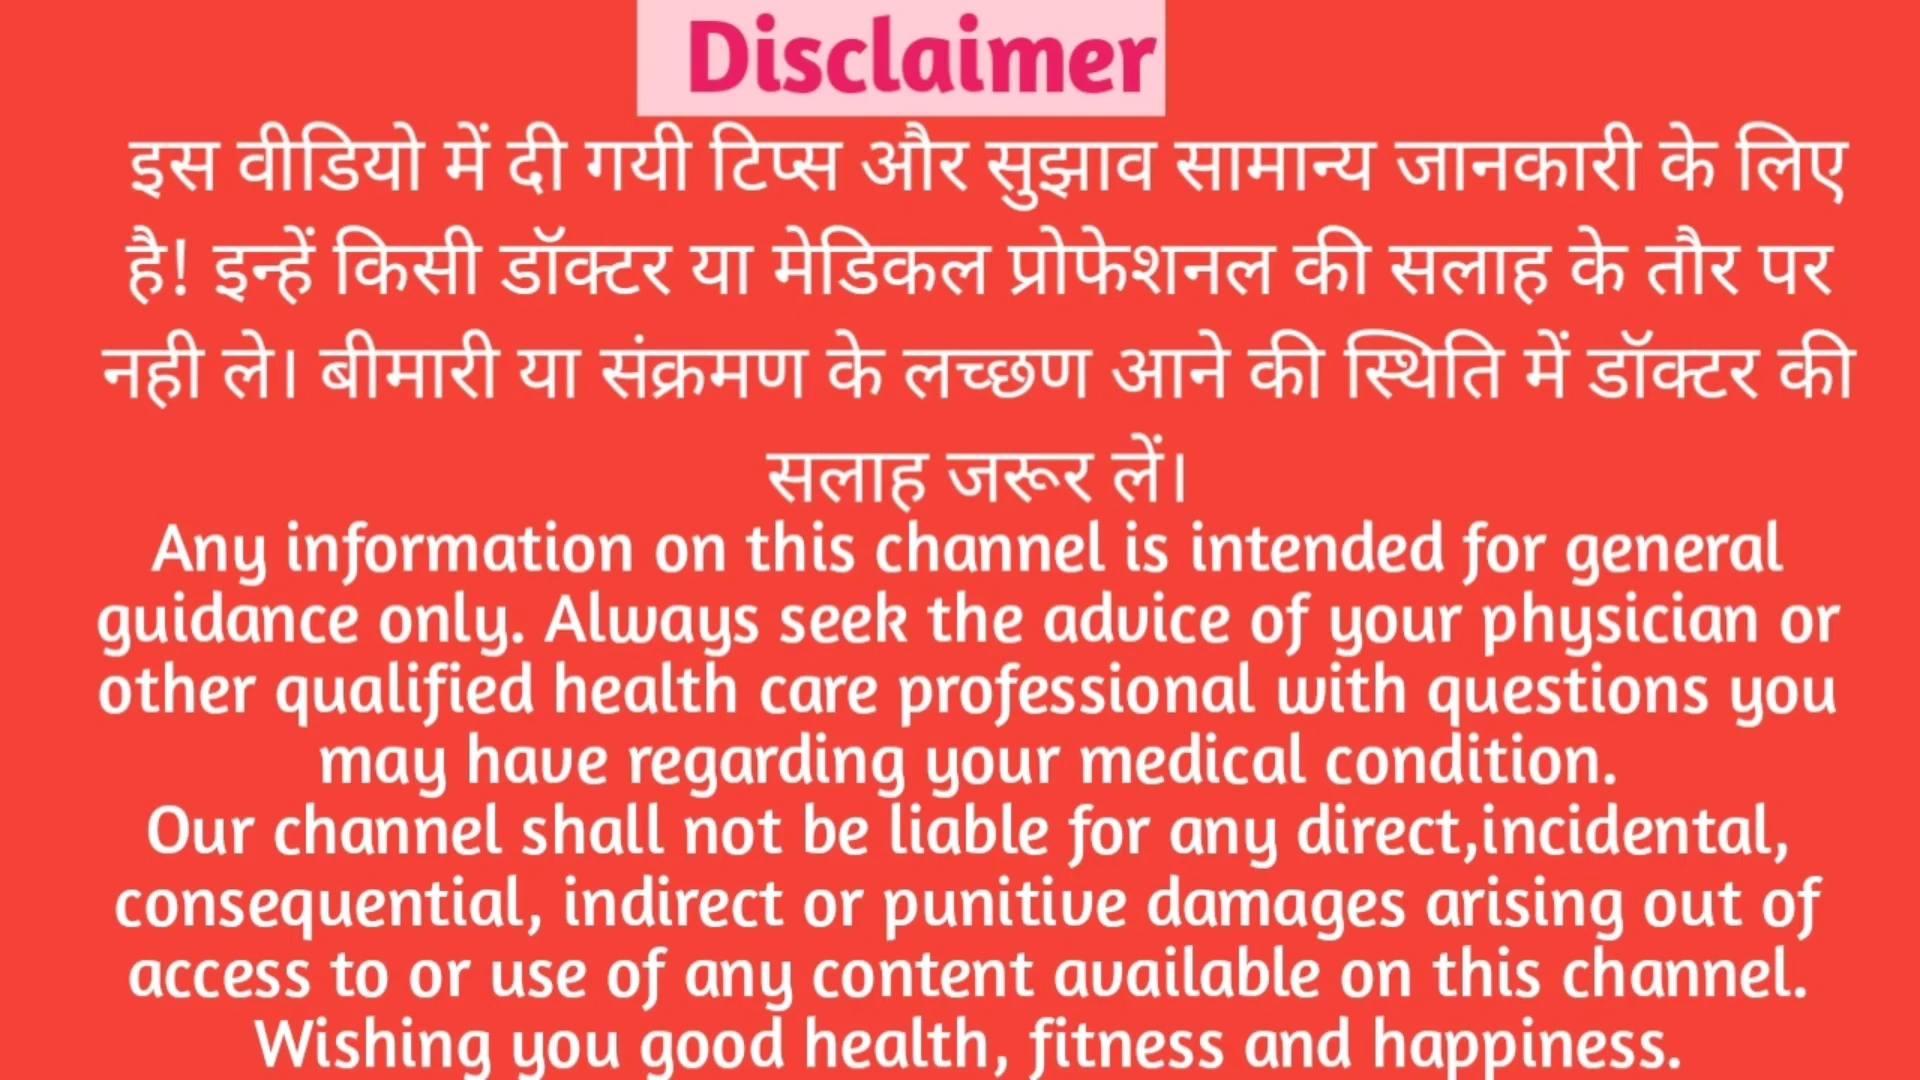 Disclaimer
इस वीडियो में दी गयी टिप्स और सुझाव सामान्य जानकारी के लिए
है! इन्हें किसी डॉक्टर या मेडिकल प्रोफेशनल की सलाह के तौर पर
नही ले। बीमारी या संक्रमण के लच्छण आने की स्थिति में डॉक्टर की
सलाह जरूर लें।
Any information on this channel is intended for general
guidance only. Always seek the advice of your physician or
other qualified health care professional with questions you
may have regarding your medical condition.
Our channel shall not be liable for any direct,incidental,
consequential, indirect or punitive damages arising out of
access to or use of any content available on this channel.
Wishing you good health, fitness and happiness.